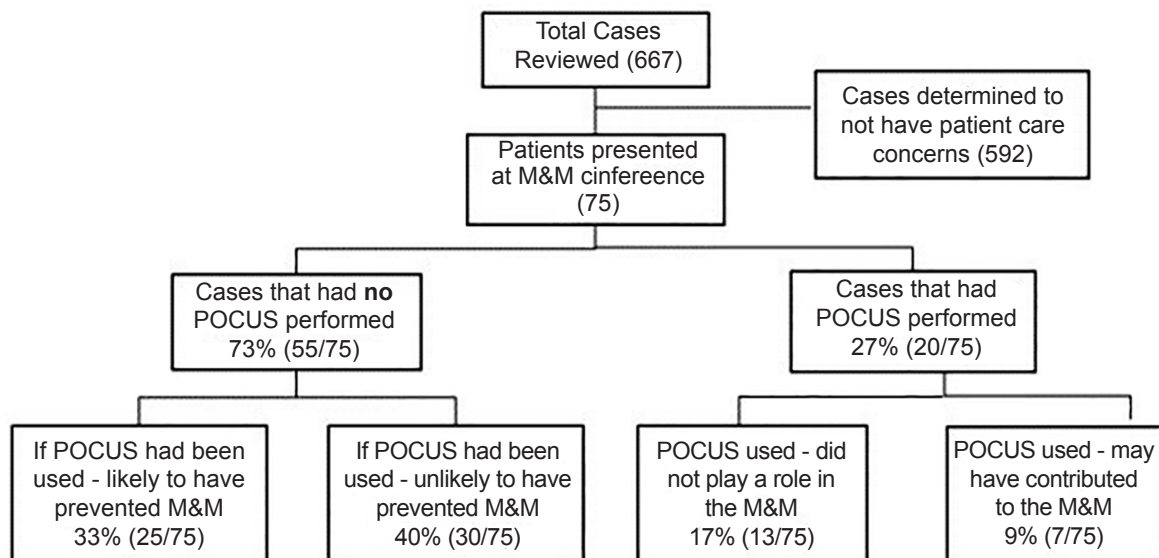 Total Cases
Reviewed (667)
Cases determined to
not have patient care
concerns (592)
Patients presented
at M&M cinfereence
(75)
Cases that had no
POCUS performed
73% (55/75)
Cases that had
POCUS performed
27% (20/75)
If POCUS had been
used - likely to have
prevented M&M
33% (25/75)
If POCUS had been
used - unlikely to have
prevented M&M
40% (30/75)
POCUS used - did
not play a role in
the M&M
17% (13/75)
POCUS used - may
have contributed
to the M&M
9% (7/75)